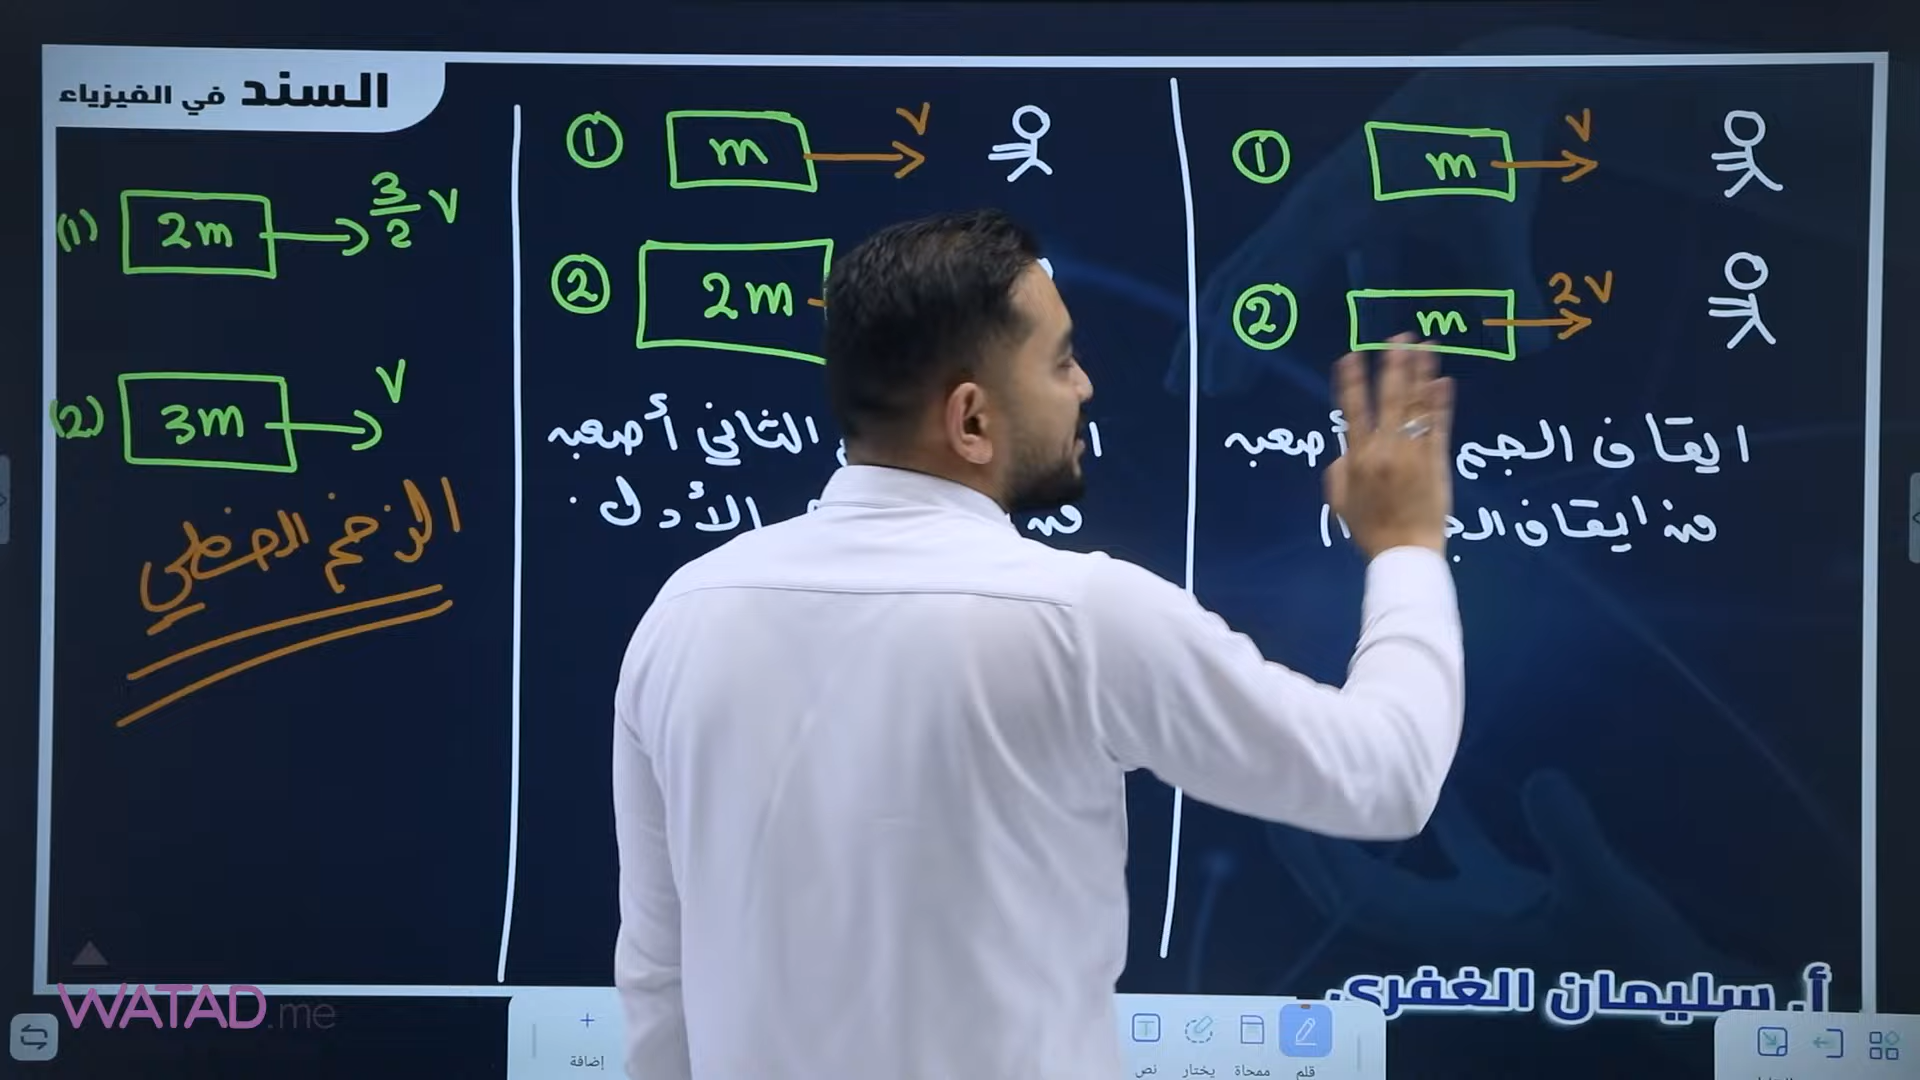 السند في الفيزياء
① m v
② m 2v
ايقاف الجسم أصعب
من ايقاف
① m v
② 2m
الثاني أصعب
من الأول.
(1) 2m 3/2 v
(2) 3m v
الزخم الخطي
أ. سليمان الغفري
WATAD.me
إضافة
نص
يختار
ممحاة
قلم